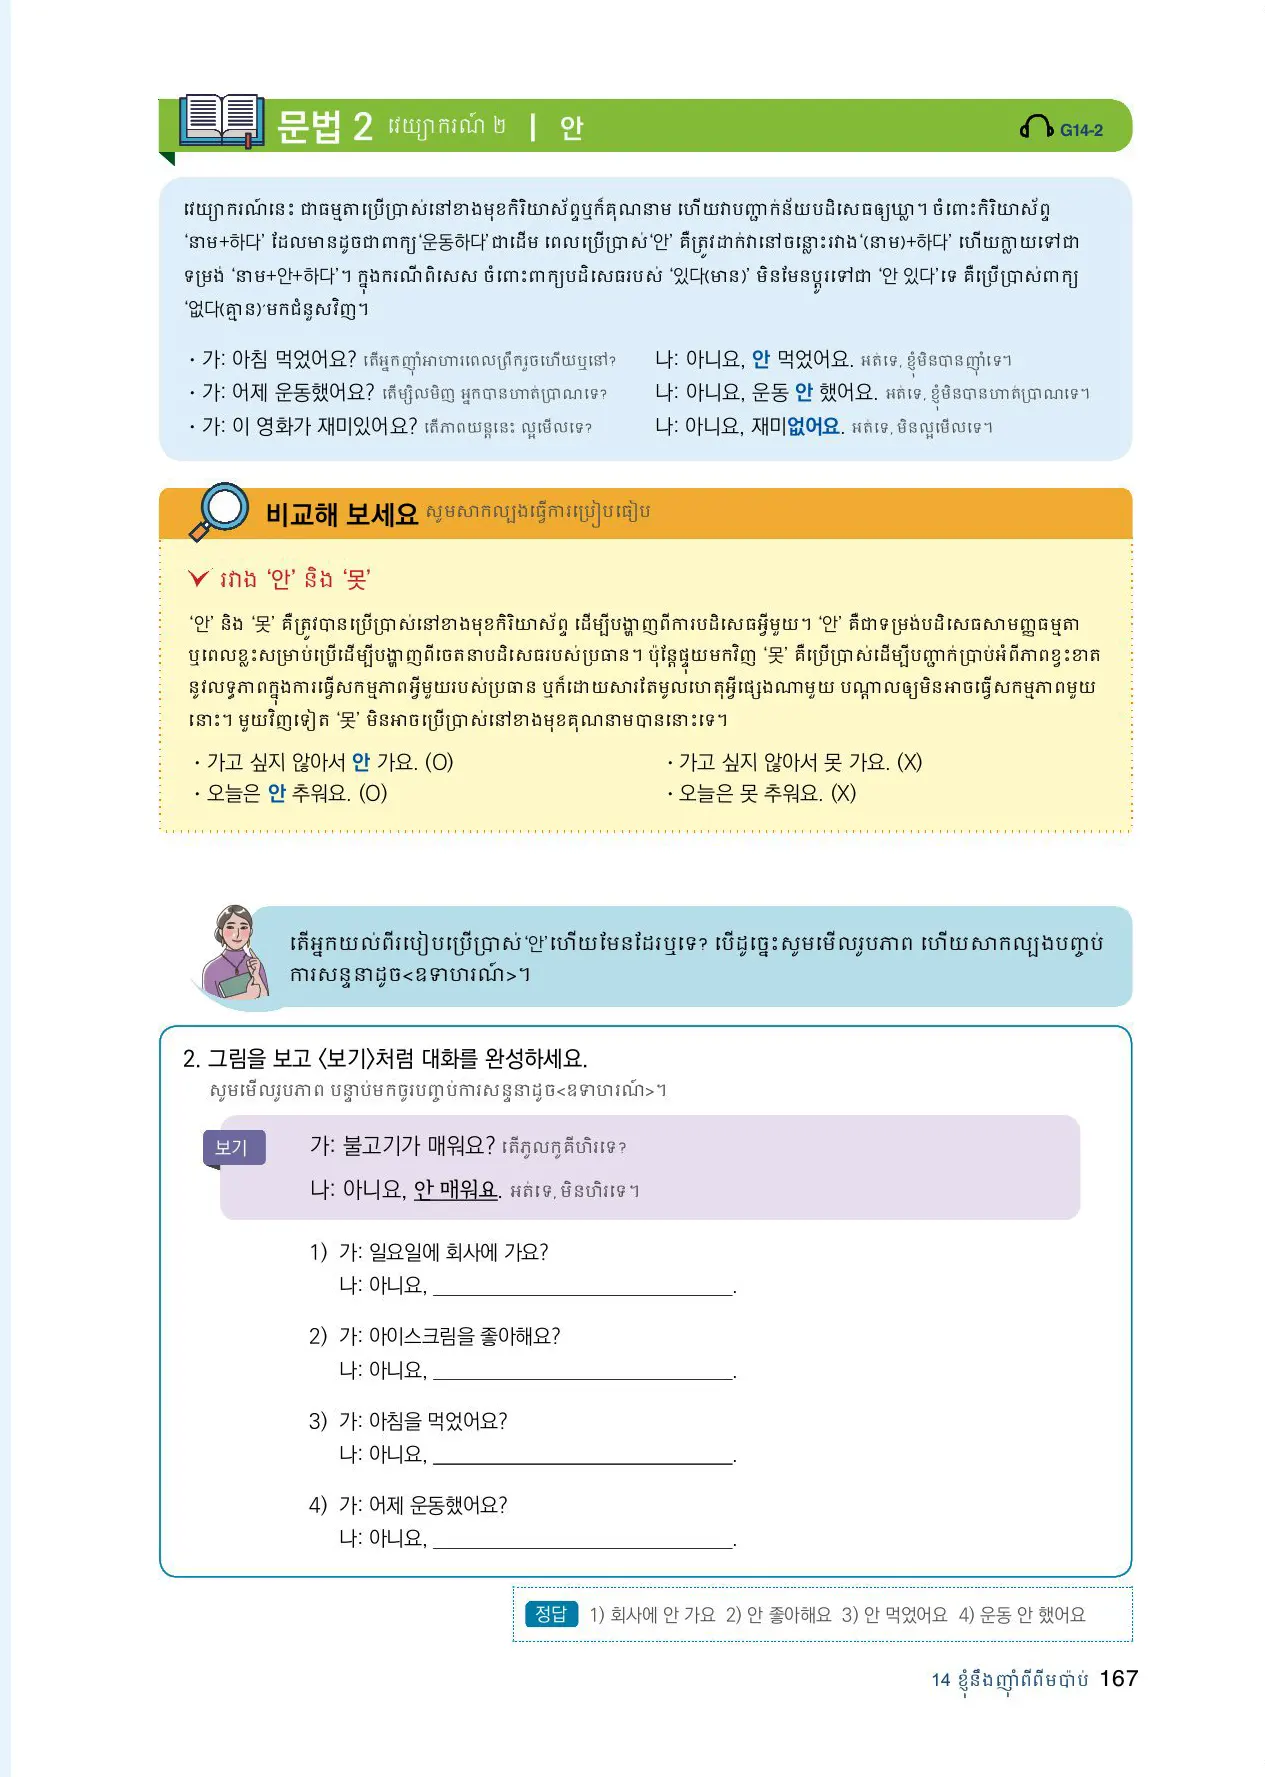 문법 2 វេយ្យាករណ៍ ២ | 안
G14-2
វេយ្យាករណ៍នេះ ជាធម្មតាប្រើប្រាស់នៅខាងមុខកិរិយាស័ព្ទឬក៏គុណនាម ហើយវាបញ្ជាក់ន័យបដិសេធឲ្យឃ្លា។ ចំពោះកិរិយាស័ព្ទ
‘នាម+하다’ ដែលមានដូចជាពាក្យ‘운동하다’ជាដើម ពេលប្រើប្រាស់‘안’ គឺត្រូវដាក់វានៅចន្លោះរវាង‘(នាម)+하다’ ហើយក្លាយទៅជា
ទម្រង់ ‘នាម+안+하다’។ ក្នុងករណីពិសេស ចំពោះពាក្យបដិសេធរបស់ ‘있다(មាន)’ មិនមែនប្ដូរទៅជា ‘안 있다’ទេ គឺប្រើប្រាស់ពាក្យ
‘없다(គ្មាន)’មកជំនួសវិញ។
· 가: 아침 먹었어요? តើអ្នកញ៉ាំអាហារពេលព្រឹករួចហើយឬនៅ? 나: 아니요, 안 먹었어요. អត់ទេ, ខ្ញុំមិនបានញ៉ាំទេ។
· 가: 어제 운동했어요? តើម្សិលមិញ អ្នកបានហាត់ប្រាណទេ? 나: 아니요, 운동 안 했어요. អត់ទេ, ខ្ញុំមិនបានហាត់ប្រាណទេ។
· 가: 이 영화가 재미있어요? តើភាពយន្តនេះ ល្អមើលទេ? 나: 아니요, 재미없어요. អត់ទេ, មិនល្អមើលទេ។
비교해 보세요 សូមសាកល្បងធ្វើការប្រៀបធៀប
រវាង ‘안’ និង ‘못’
‘안’ និង ‘못’ គឺត្រូវបានប្រើប្រាស់នៅខាងមុខកិរិយាស័ព្ទ ដើម្បីបង្ហាញពីការបដិសេធអ្វីមួយ។ ‘안’ គឺជាទម្រង់បដិសេធសាមញ្ញធម្មតា
ឬពេលខ្លះសម្រាប់ប្រើដើម្បីបង្ហាញពីចេតនាបដិសេធរបស់ប្រធាន។ ប៉ុន្តែផ្ទុយមកវិញ ‘못’ គឺប្រើប្រាស់ដើម្បីបញ្ជាក់ប្រាប់អំពីភាពខ្វះខាត
នូវលទ្ធភាពក្នុងការធ្វើសកម្មភាពអ្វីមួយរបស់ប្រធាន ឬក៏ដោយសារតែមូលហេតុអ្វីផ្សេងណាមួយ បណ្ដាលឲ្យមិនអាចធ្វើសកម្មភាពមួយ
នោះ។ មួយវិញទៀត ‘못’ មិនអាចប្រើប្រាស់នៅខាងមុខគុណនាមបាននោះទេ។
· 가고 싶지 않아서 안 가요. (O) · 가고 싶지 않아서 못 가요. (X)
· 오늘은 안 추워요. (O) · 오늘은 못 추워요. (X)
តើអ្នកយល់ពីរបៀបប្រើប្រាស់‘안’ហើយមែនដែរឬទេ? បើដូច្នេះសូមមើលរូបភាព ហើយសាកល្បងបញ្ចប់
ការសន្ទនាដូច<ឧទាហរណ៍>។
2. 그림을 보고 〈보기〉처럼 대화를 완성하세요.
សូមមើលរូបភាព បន្ទាប់មកចូរបញ្ចប់ការសន្ទនាដូច<ឧទាហរណ៍>។
보기
가: 불고기가 매워요? តើភូលកូគីហិរទេ?
나: 아니요, 안 매워요. អត់ទេ, មិនហិរទេ។
1) 가: 일요일에 회사에 가요?
나: 아니요, ______________________________.
2) 가: 아이스크림을 좋아해요?
나: 아니요, ______________________________.
3) 가: 아침을 먹었어요?
나: 아니요, ______________________________.
4) 가: 어제 운동했어요?
나: 아니요, ______________________________.
정답 1) 회사에 안 가요 2) 안 좋아해요 3) 안 먹었어요 4) 운동 안 했어요
14 ខ្ញុំនឹងញ៉ាំពីពីមប៉ាប់ 167